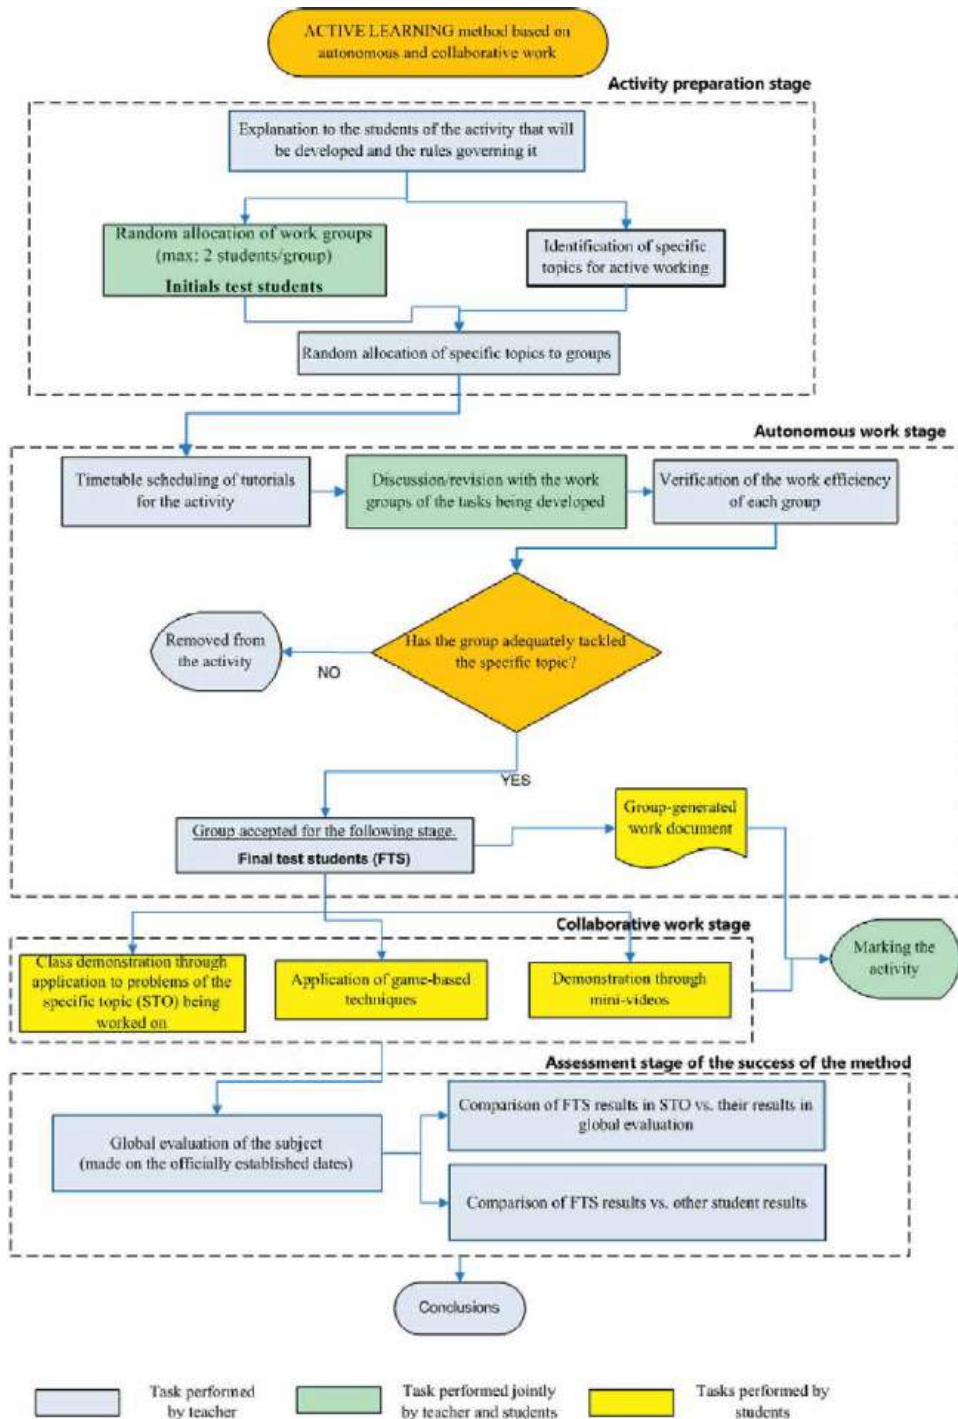 ACTIVE LEARNING method based on
autonomous and collaborative work
Activity preparation stage
Explanation to the students of the activity that will
be developed and the rules governing it
Random allocation of work groups
(max: 2 students/group)
Initials test students
Identification of specific
topics for active working
Random allocation of specific topics to groups
Autonomous work stage
Timetable scheduling of tutorials
for the activity
Discussion/revision with the work
groups of the tasks being developed
Verification of the work efficiency
of each group
Has the group adequately tackled
the specific topic?
Removed from
the activity
NO
YES
Group accepted for the following stage.
Final test students (FTS)
Group-generated
work document
Collaborative work stage
Class demonstration through
application to problems of the
specific topic (STO) being
worked on
Application of game-based
techniques
Demonstration through
mini-videos
Marking the
activity
Assessment stage of the success of the method
Global evaluation of the subject
(made on the officially established dates)
Comparison of FTS results in STO vs. their results in
global evaluation
Comparison of FTS results vs. other student results
Conclusions
Task performed
by teacher
Task performed jointly
by teacher and students
Tasks performed by
students